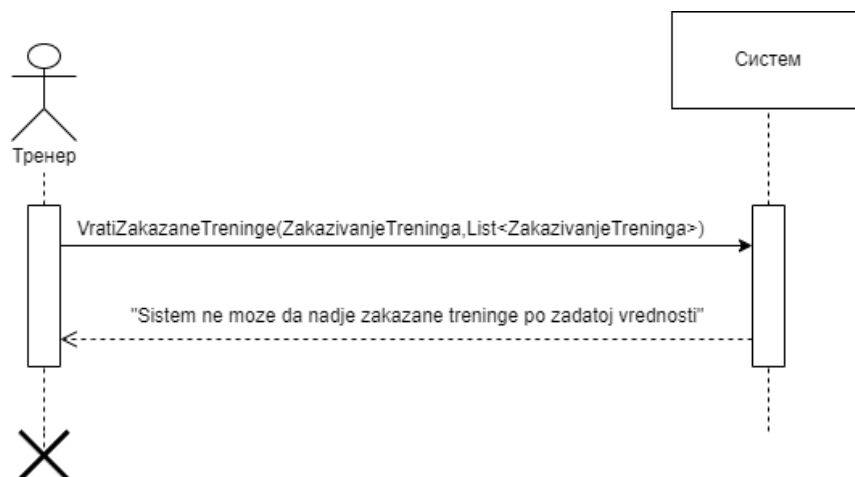 Систем
Тренер
VratiZakazaneTreninge(ZakazivanjeTreninga,List<ZakazivanjeTreninga>)
"Sistem ne moze da nadje zakazane treninge po zadatoj vrednosti"